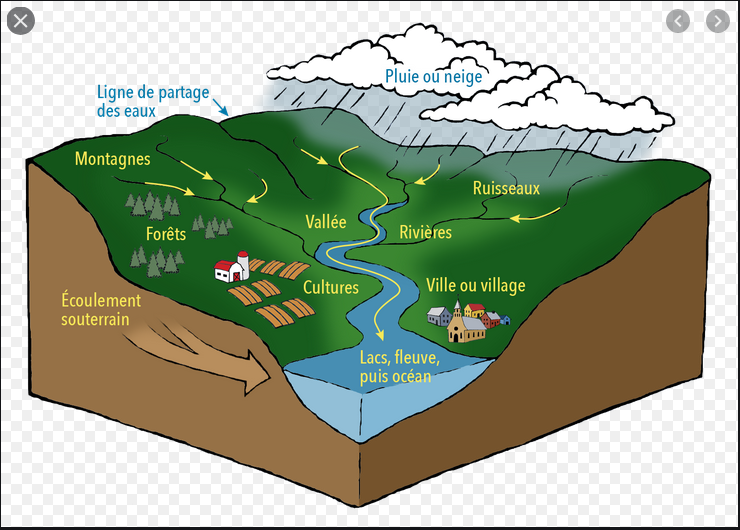 Pluie ou neige
Ligne de partage
des eaux
Montagnes
Ruisseaux
Vallée
Rivières
Forêts
Cultures
Ville ou village
Écoulement
souterrain
Lacs, fleuve,
puis océan